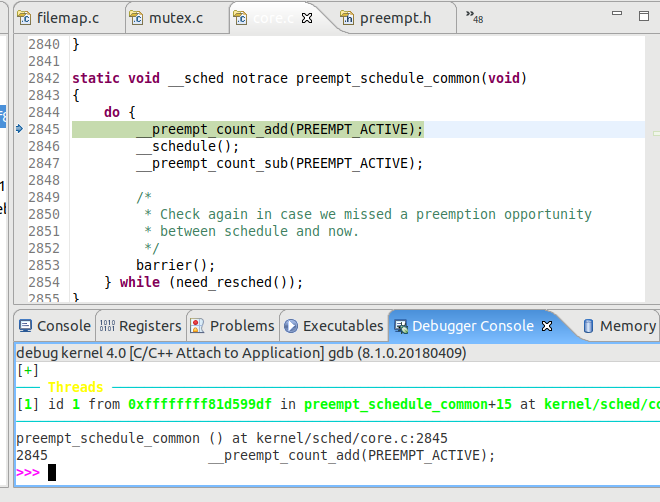 filemap.c mutex.c core.c preempt.h »48
2840 }
2841
2842 static void __sched notrace preempt_schedule_common(void)
2843 {
2844     do {
2845         __preempt_count_add(PREEMPT_ACTIVE);
2846         __schedule();
2847         __preempt_count_sub(PREEMPT_ACTIVE);
2848
2849         /*
2850          * Check again in case we missed a preemption opportunity
2851          * between schedule and now.
2852          */
2853         barrier();
2854     } while (need_resched());
2855 }
Console Registers Problems Executables Debugger Console Memory
debug kernel 4.0 [C/C++ Attach to Application] gdb (8.1.0.20180409)
[+]
Threads
[1] id 1 from 0xffffffff81d599df in preempt_schedule_common+15 at kernel/sched/co
preempt_schedule_common () at kernel/sched/core.c:2845
2845 __preempt_count_add(PREEMPT_ACTIVE);
>>>